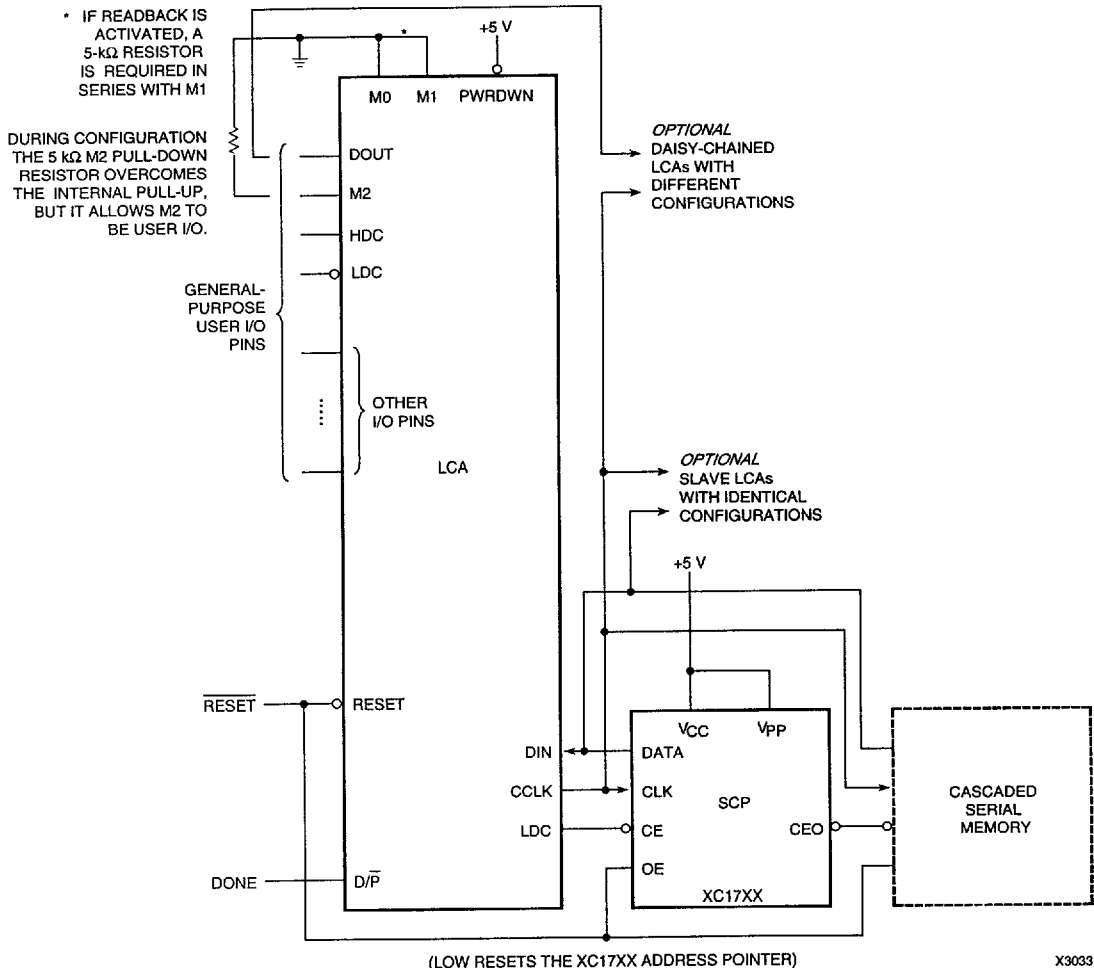 * IF READBACK IS
ACTIVATED, A
5-kΩ RESISTOR
IS REQUIRED IN
SERIES WITH M1
*
+5 V
M0
M1
PWRDWN
DURING CONFIGURATION
THE 5 kΩ M2 PULL-DOWN
RESISTOR OVERCOMES
THE INTERNAL PULL-UP,
BUT IT ALLOWS M2 TO
BE USER I/O.
DOUT
M2
HDC
LDC
GENERAL-
PURPOSE
USER I/O
PINS
OTHER
I/O PINS
LCA
OPTIONAL
DAISY-CHAINED
LCAs WITH
DIFFERENT
CONFIGURATIONS
OPTIONAL
SLAVE LCAs
WITH IDENTICAL
CONFIGURATIONS
+5 V
RESET
RESET
VCC
VPP
DIN
DATA
CCLK
CLK
SCP
LDC
CE
CEO
OE
XC17XX
CASCADED
SERIAL
MEMORY
DONE
D/P̅
(LOW RESETS THE XC17XX ADDRESS POINTER)
X3033